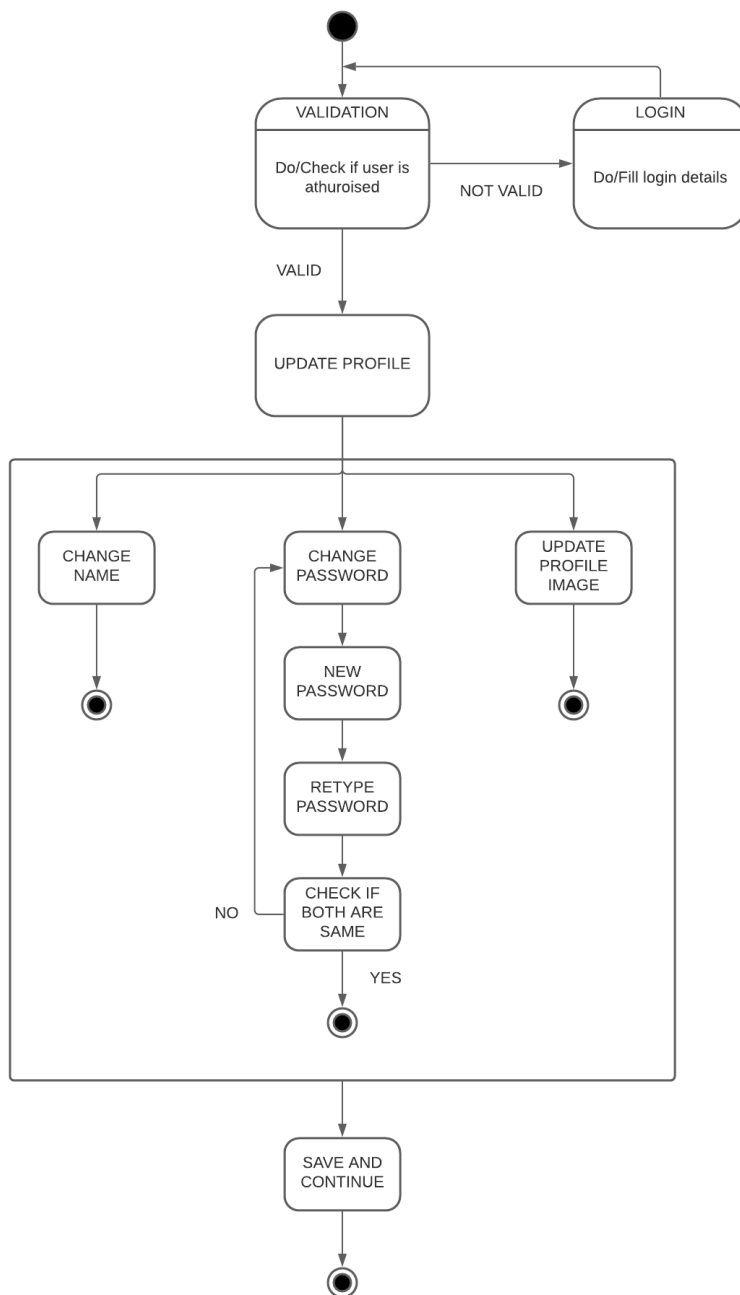 VALIDATION
LOGIN
Do/Check if user is
athuroised
Do/Fill login details
NOT VALID
VALID
UPDATE PROFILE
CHANGE
NAME
CHANGE
PASSWORD
UPDATE
PROFILE
IMAGE
NEW
PASSWORD
RETYPE
PASSWORD
CHECK IF
BOTH ARE
SAME
NO
YES
SAVE AND
CONTINUE